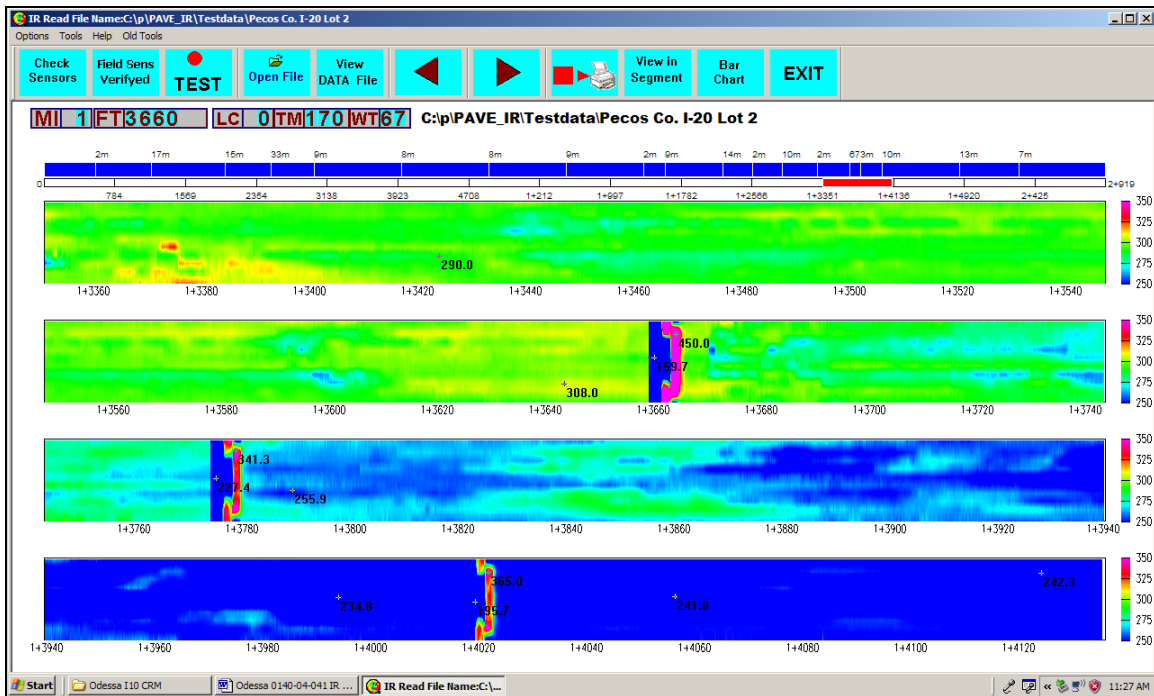 IR Read File Name:C:\p\PAVE_IR\Testdata\Pecos Co. I-20 Lot 2
Options Tools Help Old Tools
Check Sensors
Field Sens Verifyed
TEST
Open File
View DATA File
View in Segment
Bar Chart
EXIT
MI 1 FT 3660 LC 0 TM 170 WT 67 C:\p\PAVE_IR\Testdata\Pecos Co. I-20 Lot 2
2m 17m 15m 33m 9m 8m 8m 9m 2m 9m 14m 2m 10m 2m 673m 10m 13m 7m
0 784 1569 2354 3138 3923 4708 1+212 1+997 1+1782 1+2566 1+3351 1+4136 1+4920 2+425 2+919
290.0
350
300
250
1+3360 1+3380 1+3400 1+3420 1+3440 1+3460 1+3480 1+3500 1+3520 1+3540
308.0 159.7 450.0
350
300
250
1+3560 1+3580 1+3600 1+3620 1+3640 1+3660 1+3680 1+3700 1+3720 1+3740
341.3
227.4 255.9
350
300
250
1+3760 1+3780 1+3800 1+3820 1+3840 1+3860 1+3880 1+3900 1+3920 1+3940
234.8 195.7 365.0 241.0 242.3
350
300
250
1+3940 1+3960 1+3980 1+4000 1+4020 1+4040 1+4060 1+4080 1+4100 1+4120
Start Odessa I10 CRM Odessa 0140-04-041 IR ... IR Read File Name:C:\... 11:27 AM